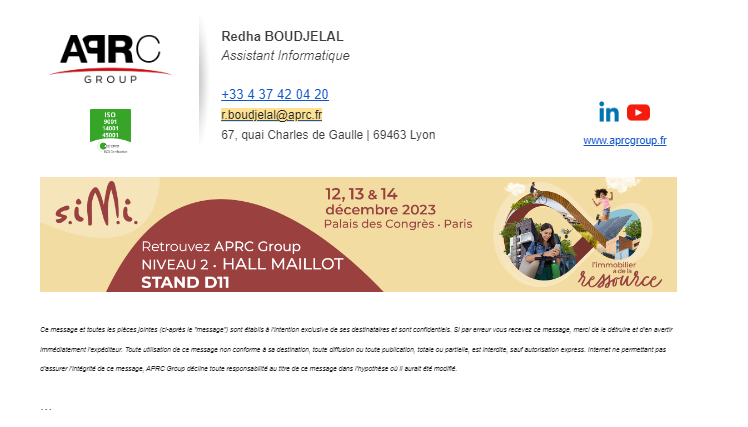 APRC
GROUP
ISO
9001
14001
45001
Redha BOUDJELAL
Assistant Informatique
+33 4 37 42 04 20
r.boudjelal@aprc.fr
67, quai Charles de Gaulle | 69463 Lyon
in
www.aprcgroup.fr
S.i.M.i.
12, 13 & 14
décembre 2023
Palais des Congrès • Paris
Retrouvez APRC Group
NIVEAU 2 • HALL MAILLOT
STAND D11
l'immobilier
a de la
ressource
Ce message et toutes les pièces jointes (ci-après le "message") sont établis à l'intention exclusive de ses destinataires et sont confidentiels. Si par erreur vous recevez ce message, merci de le détruire et d'en avertir
immédiatement l'expéditeur. Toute utilisation de ce message non conforme à sa destination, toute diffusion ou toute publication, totale ou partielle, est interdite, sauf autorisation express. Internet ne permettant pas
d'assurer l'intégrité de ce message, APRC Group décline toute responsabilité au titre de ce message dans l'hypothèse où il aurait été modifié.
...